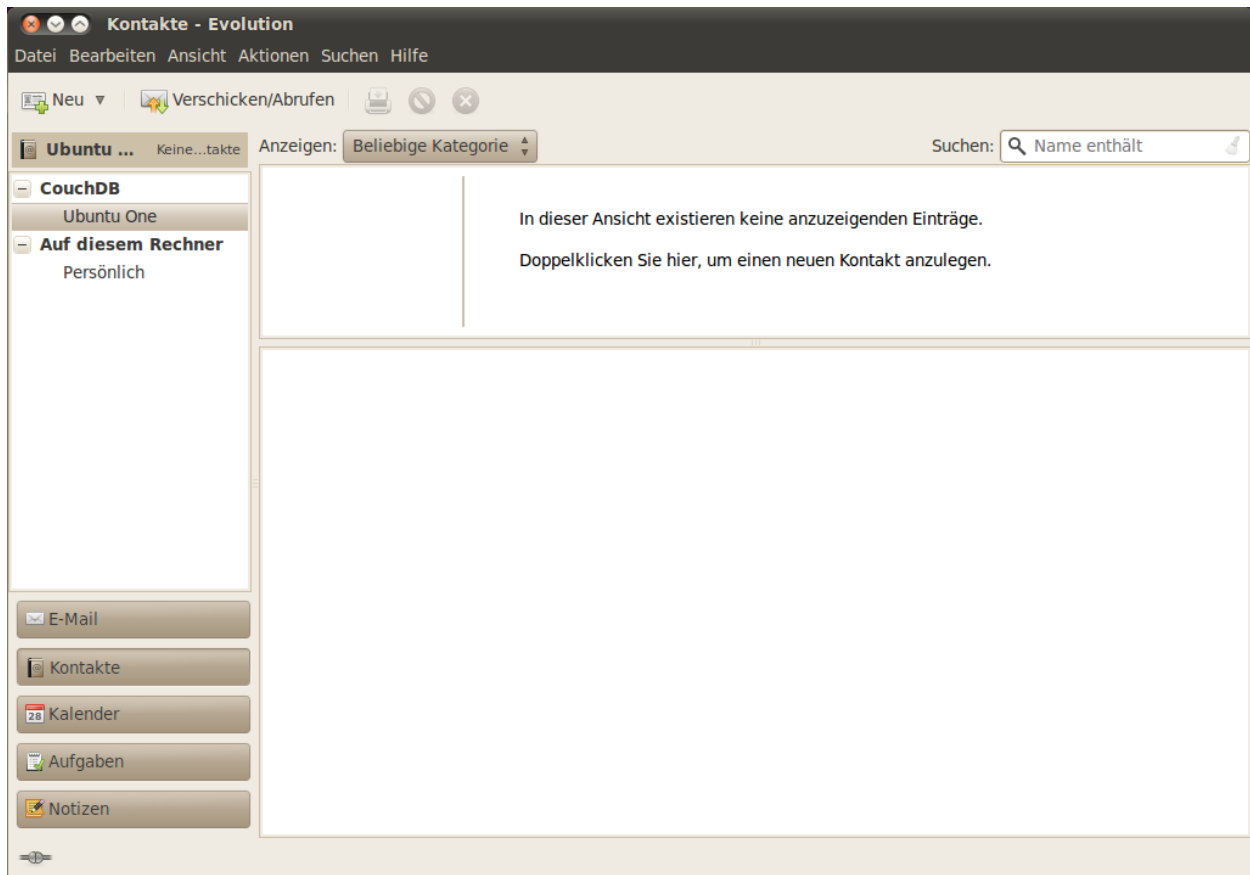 Kontakte - Evolution
Datei Bearbeiten Ansicht Aktionen Suchen Hilfe
Neu Verschicken/Abrufen
Ubuntu ... Keine...takte Anzeigen: Beliebige Kategorie Suchen: Name enthält
CouchDB
Ubuntu One
Auf diesem Rechner
Persönlich
In dieser Ansicht existieren keine anzuzeigenden Einträge.
Doppelklicken Sie hier, um einen neuen Kontakt anzulegen.
E-Mail
Kontakte
28 Kalender
Aufgaben
Notizen